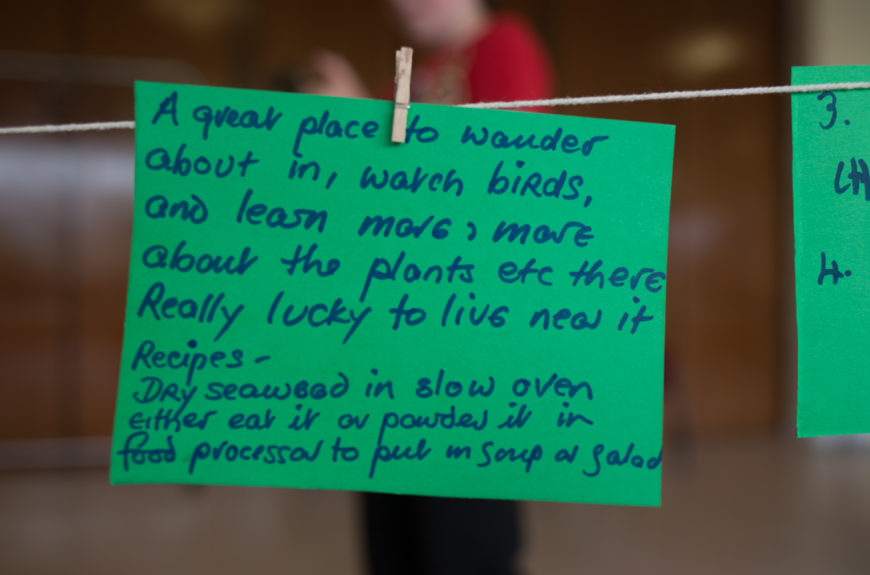 A great place to wander
about in, watch birds,
and learn more, more
about the plants etc there
Really lucky to live near it
Recipes -
Dry seaweed in slow oven
either eat it or powder it in
food processor to put in soup or salad
3.
4.